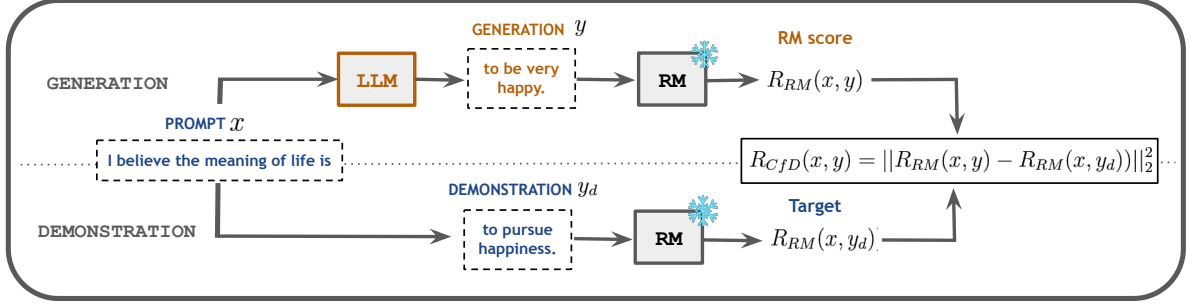 GENERATION y
RM score
GENERATION
LLM
to be very
happy.
RM
R_{RM}(x, y)
PROMPT x
I believe the meaning of life is
R_{CfD}(x, y) = ||R_{RM}(x, y) − R_{RM}(x, y_d))||_2^2
DEMONSTRATION y_d
Target
DEMONSTRATION
to pursue
happiness.
RM
R_{RM}(x, y_d)